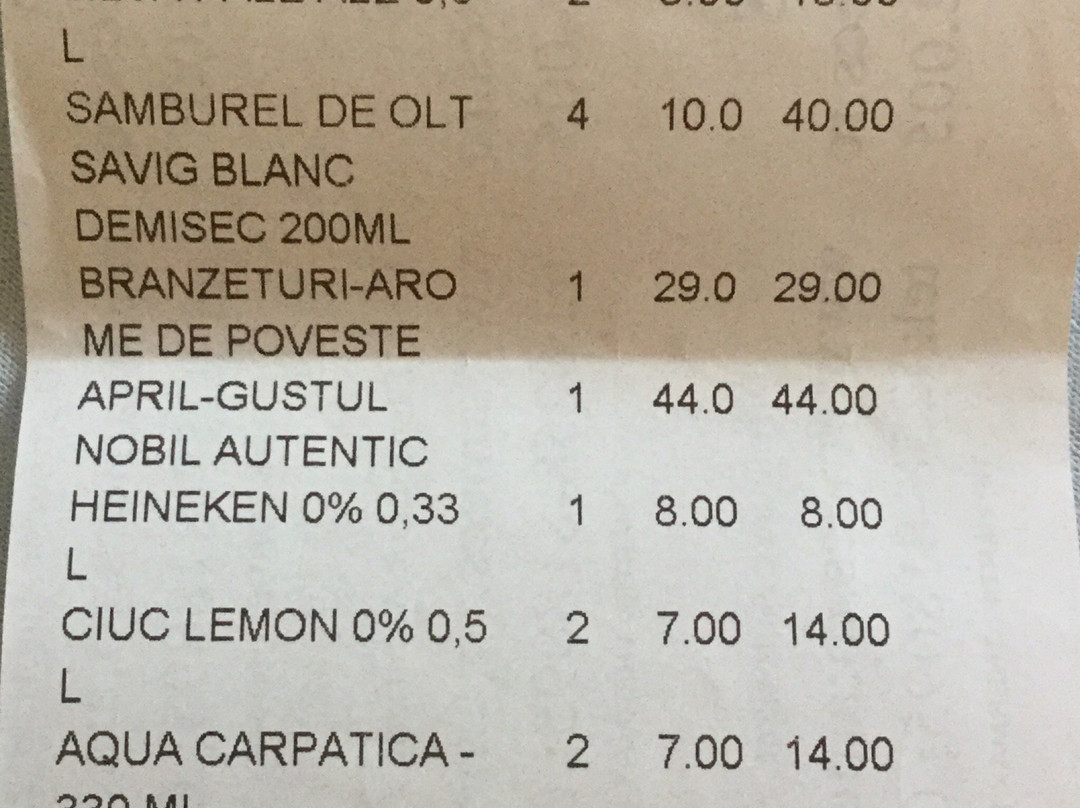 L
SAMBUREL DE OLT 4 10.0 40.00
SAVIG BLANC
DEMISEC 200ML
BRANZETURI-ARO 1 29.0 29.00
ME DE POVESTE
APRIL-GUSTUL 1 44.0 44.00
NOBIL AUTENTIC
HEINEKEN 0% 0,33 1 8.00 8.00
L
CIUC LEMON 0% 0,5 2 7.00 14.00
L
AQUA CARPATICA - 2 7.00 14.00